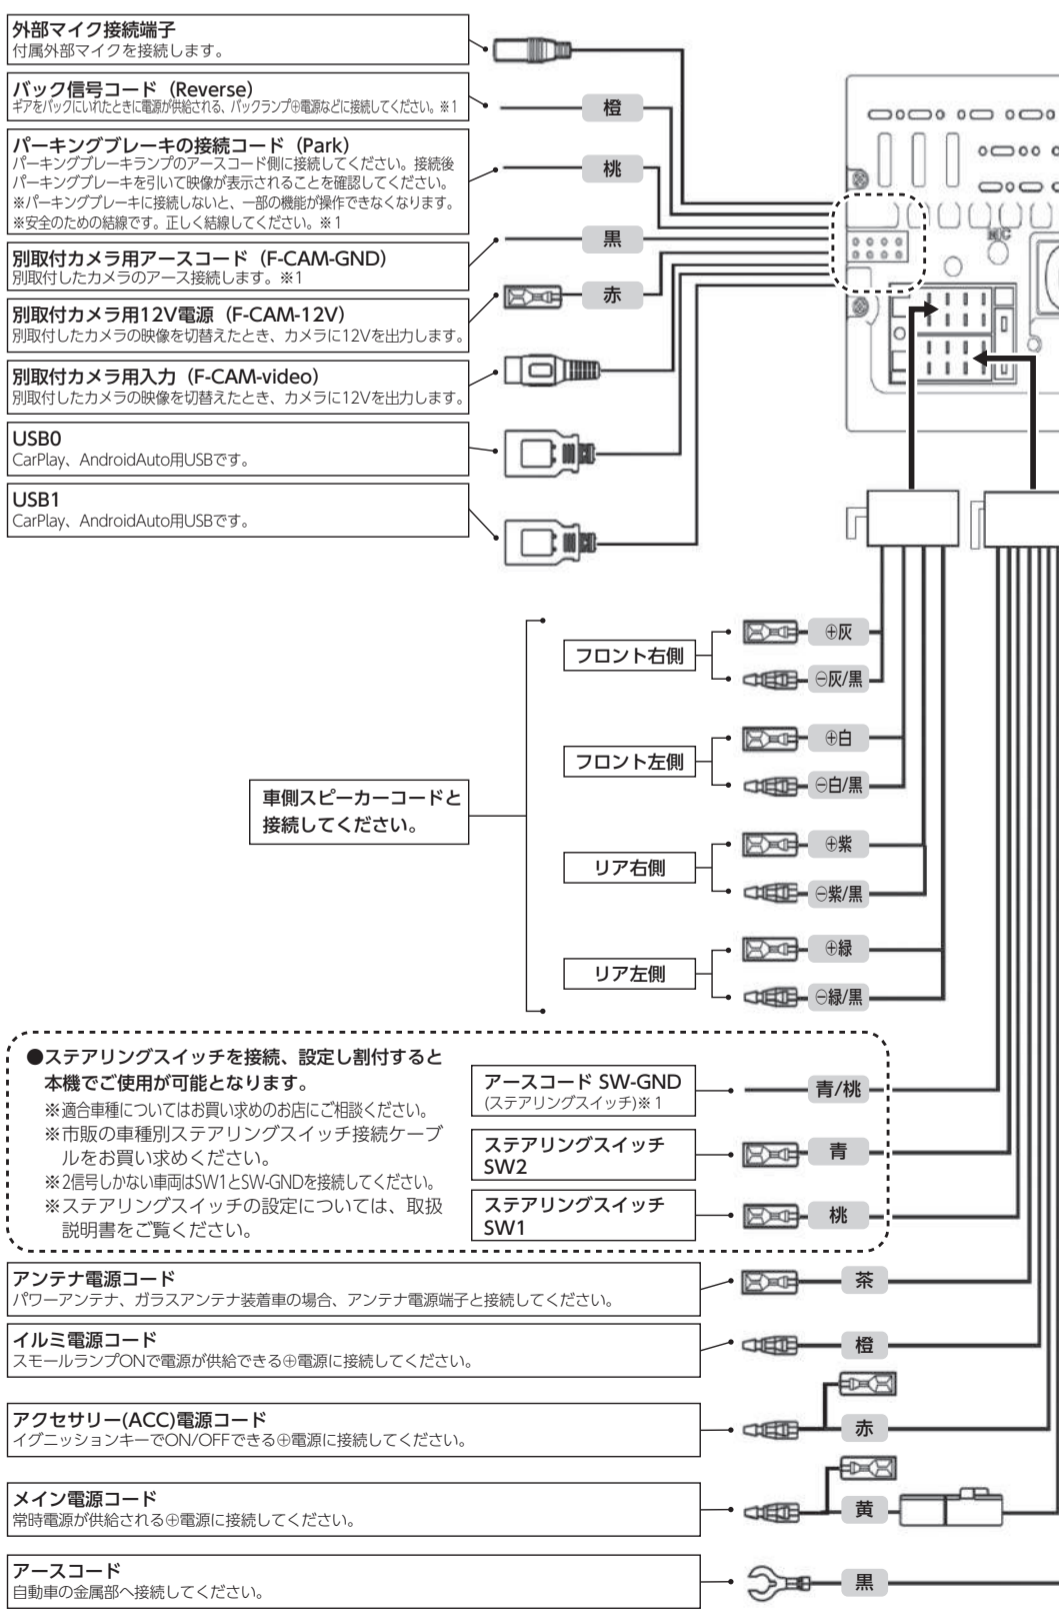 外部マイク接続端子
付属外部マイクを接続します。
バック信号コード（Reverse）
ギアをバックにいれたときに電源が供給される、バックランプ⊕電源などに接続してください。※1
橙
パーキングブレーキの接続コード（Park）
パーキングブレーキランプのアースコード側に接続してください。接続後
パーキングブレーキを引いて映像が表示されることを確認してください。
※パーキングブレーキに接続しないと、一部の機能が操作できなくなります。
※安全のための結線です。正しく結線してください。※1
桃
別取付カメラ用アースコード（F-CAM-GND）
別取付したカメラのアース接続します。※1
黒
別取付カメラ用12V電源（F-CAM-12V）
別取付したカメラの映像を切替えたとき、カメラに12Vを出力します。
赤
別取付カメラ用入力（F-CAM-video）
別取付したカメラの映像を切替えたとき、カメラに12Vを出力します。
USB0
CarPlay、AndroidAuto用USBです。
USB1
CarPlay、AndroidAuto用USBです。
MIC
車側スピーカーコードと
接続してください。
フロント右側
⊕灰
⊖灰/黒
フロント左側
⊕白
⊖白/黒
リア右側
⊕紫
⊖紫/黒
リア左側
⊕緑
⊖緑/黒
●ステアリングスイッチを接続、設定し割付すると
本機でご使用が可能となります。
※適合車種についてはお買い求めのお店にご相談ください。
※市販の車種別ステアリングスイッチ接続ケーブ
ルをお買い求めください。
※2信号しかない車両はSW1とSW-GNDを接続してください。
※ステアリングスイッチの設定については、取扱
説明書をご覧ください。
アースコード SW-GND
(ステアリングスイッチ)※1
青/桃
ステアリングスイッチ
SW2
青
ステアリングスイッチ
SW1
桃
アンテナ電源コード
パワーアンテナ、ガラスアンテナ装着車の場合、アンテナ電源端子と接続してください。
茶
イルミ電源コード
スモールランプONで電源が供給できる⊕電源に接続してください。
橙
アクセサリー(ACC)電源コード
イグニッションキーでON/OFFできる⊕電源に接続してください。
赤
メイン電源コード
常時電源が供給される⊕電源に接続してください。
黄
アースコード
自動車の金属部へ接続してください。
黒